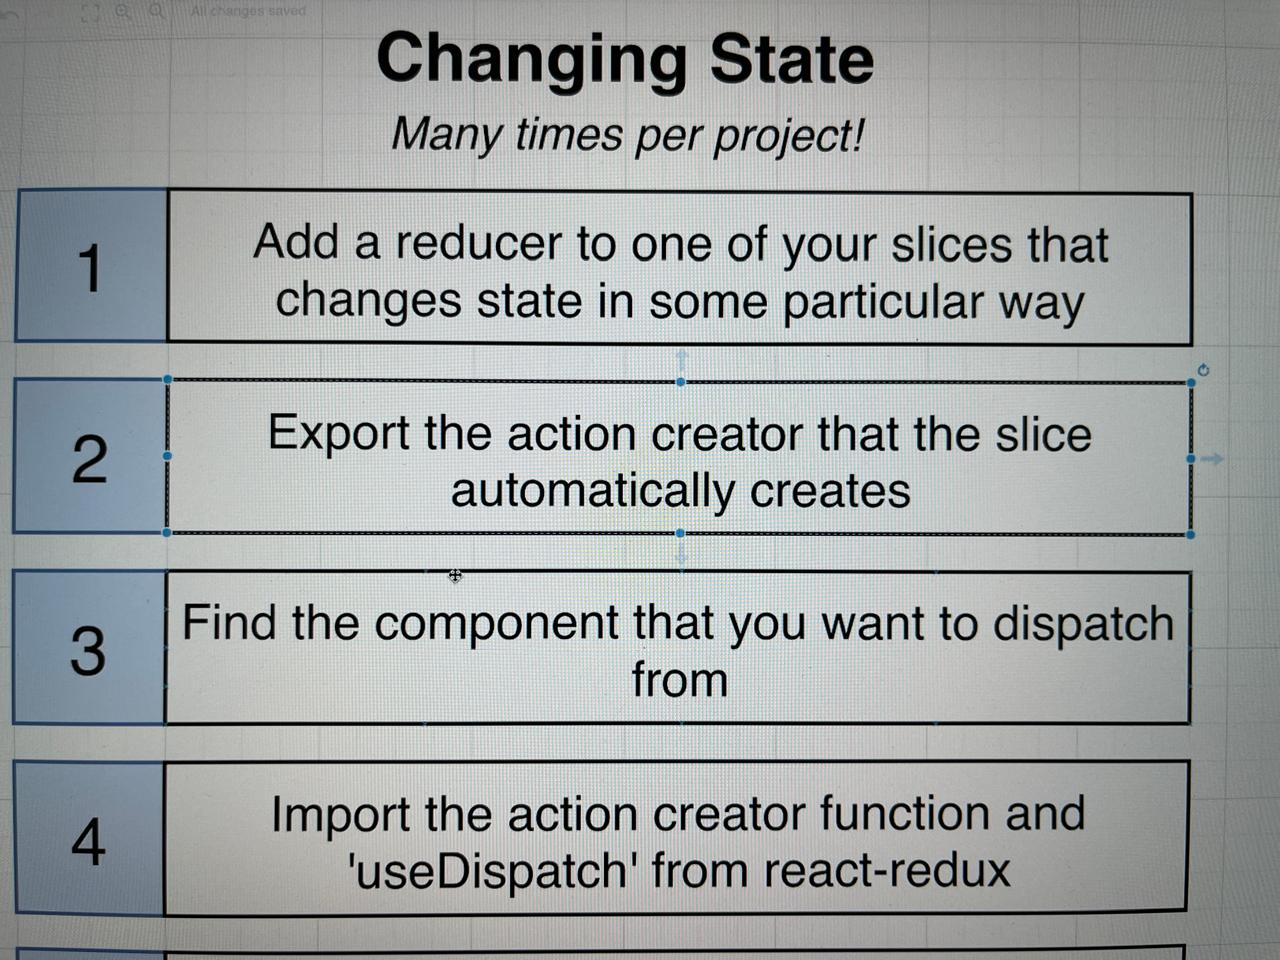 All changes saved
Changing State
Many times per project!
1
Add a reducer to one of your slices that
changes state in some particular way
2
Export the action creator that the slice
automatically creates
3
Find the component that you want to dispatch
from
4
Import the action creator function and
'useDispatch' from react-redux